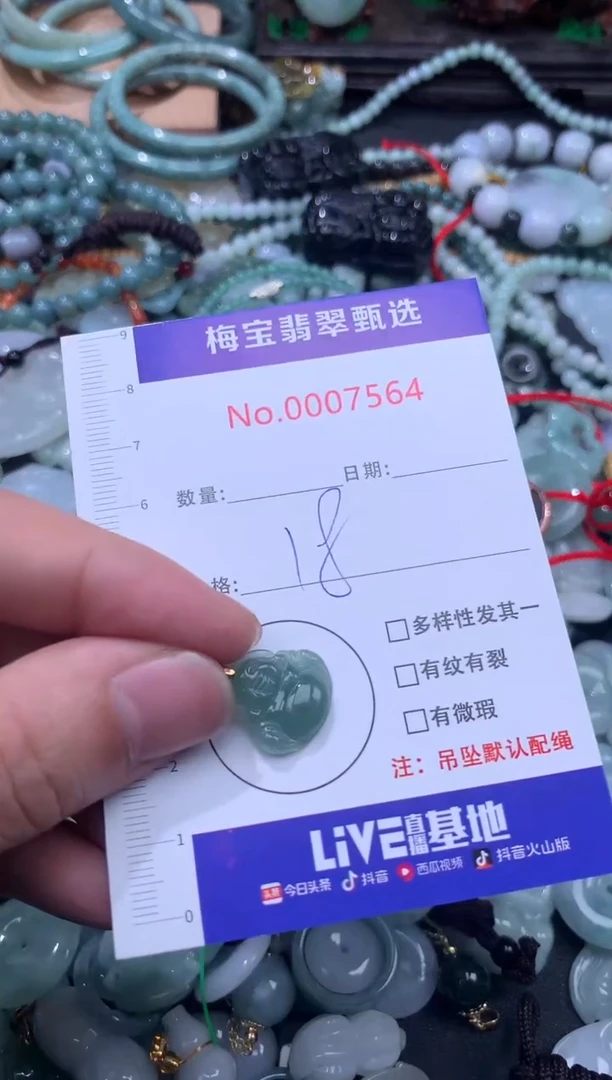 梅宝翡翠甄选
No.0007564
数量: 日期:
18
格:
多样性发其一
有纹有裂
有微瑕
注：吊坠默认配绳
LiVE直播基地
头条 今日头条 抖音 西瓜视频 抖音火山版
9
8
7
6
2
1
0